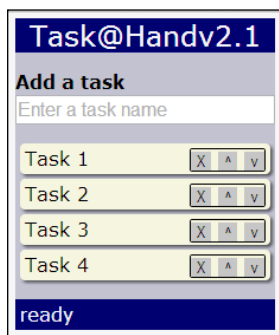 Task@Handv2.1
Add a task
Enter a task name
Task 1 X ^ v
Task 2 X ^ v
Task 3 X ^ v
Task 4 X ^ v
ready